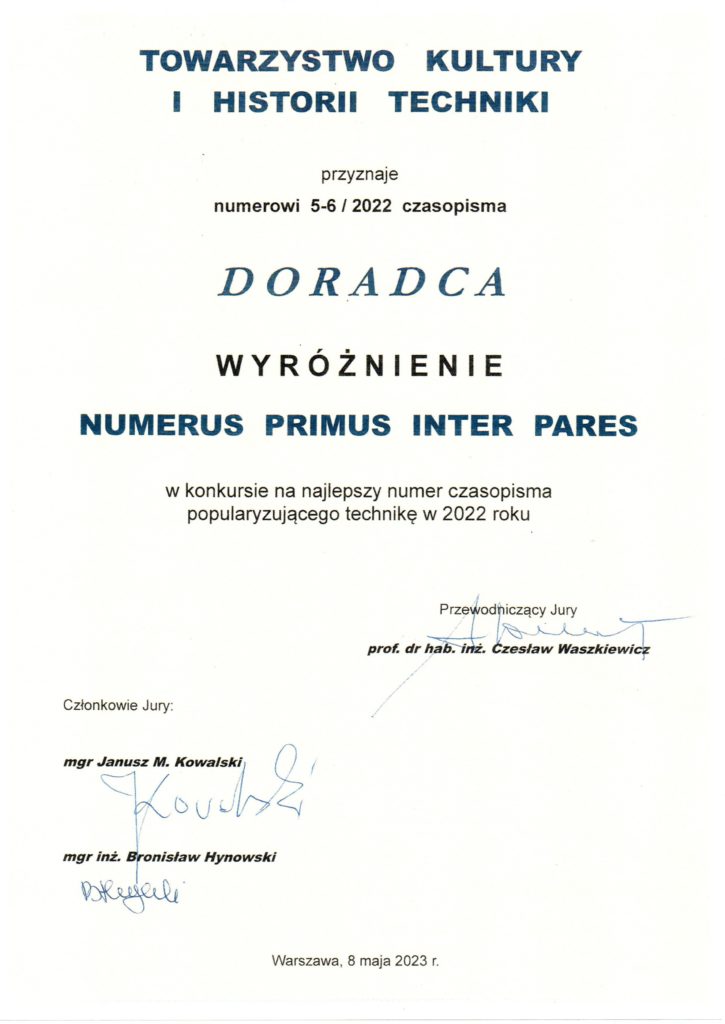 TOWARZYSTWO KULTURY
I HISTORII TECHNIKI
przyznaje
numerowi 5-6 / 2022 czasopisma
DORADCA
WYRÓŻNIENIE
NUMERUS PRIMUS INTER PARES
w konkursie na najlepszy numer czasopisma
popularyzującego technikę w 2022 roku
Przewodniczący Jury
prof. dr hab. inż. Czesław Waszkiewicz
Członkowie Jury:
mgr Janusz M. Kowalski
JKowalski
mgr inż. Bronisław Hynowski
Warszawa, 8 maja 2023 r.